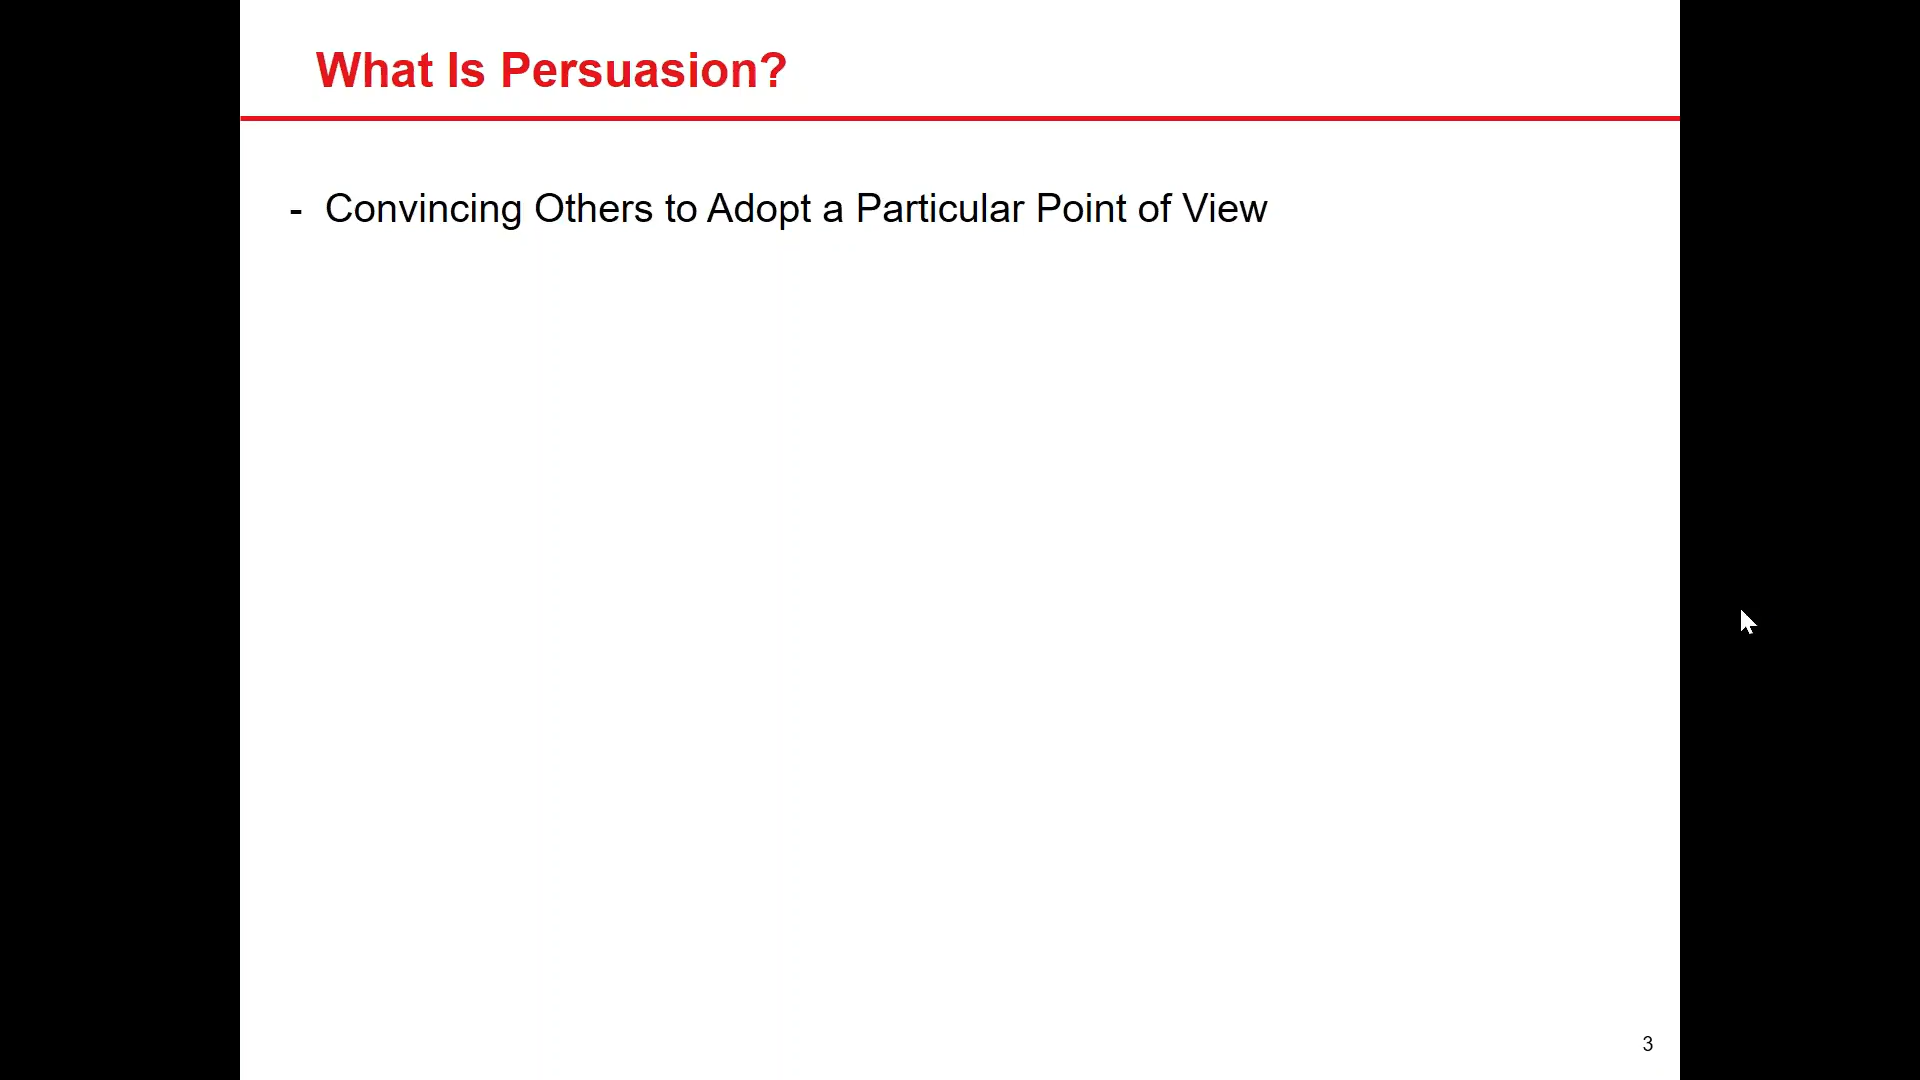 What Is Persuasion?
- Convincing Others to Adopt a Particular Point of View
3